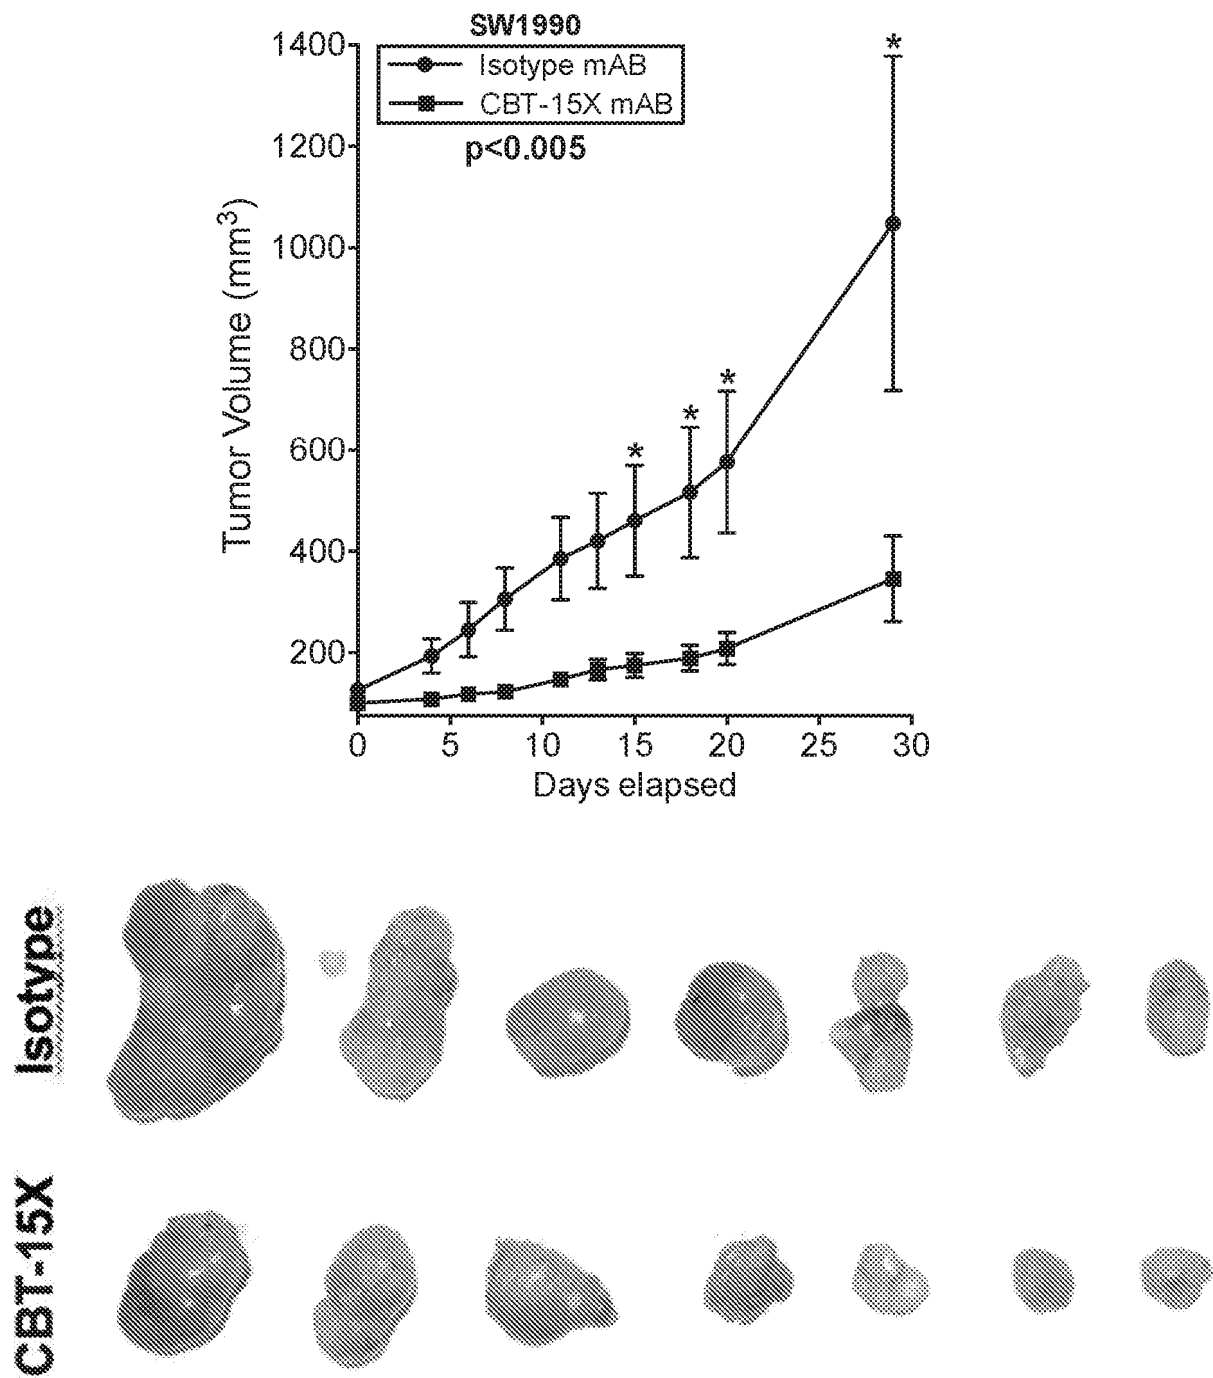 SW1990
Isotype mAB
CBT-15X mAB
p<0.005
Tumor Volume (mm³)
1400
1200
1000
800
600
400
200
*
*
*
*
0 5 10 15 20 25 30
Days elapsed
Isotype
CBT-15X